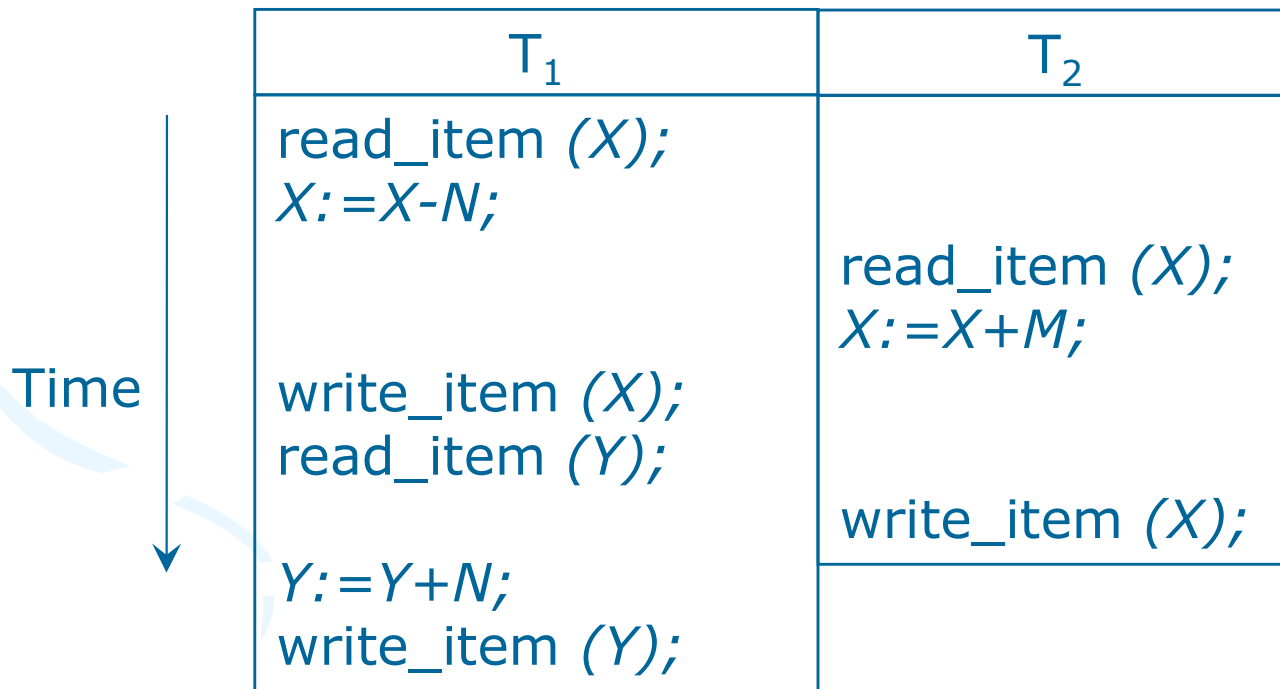 T₁ T₂
read_item (X);
X:=X-N;
read_item (X);
X:=X+M;
Time
write_item (X);
read_item (Y);
write_item (X);
Y:=Y+N;
write_item (Y);